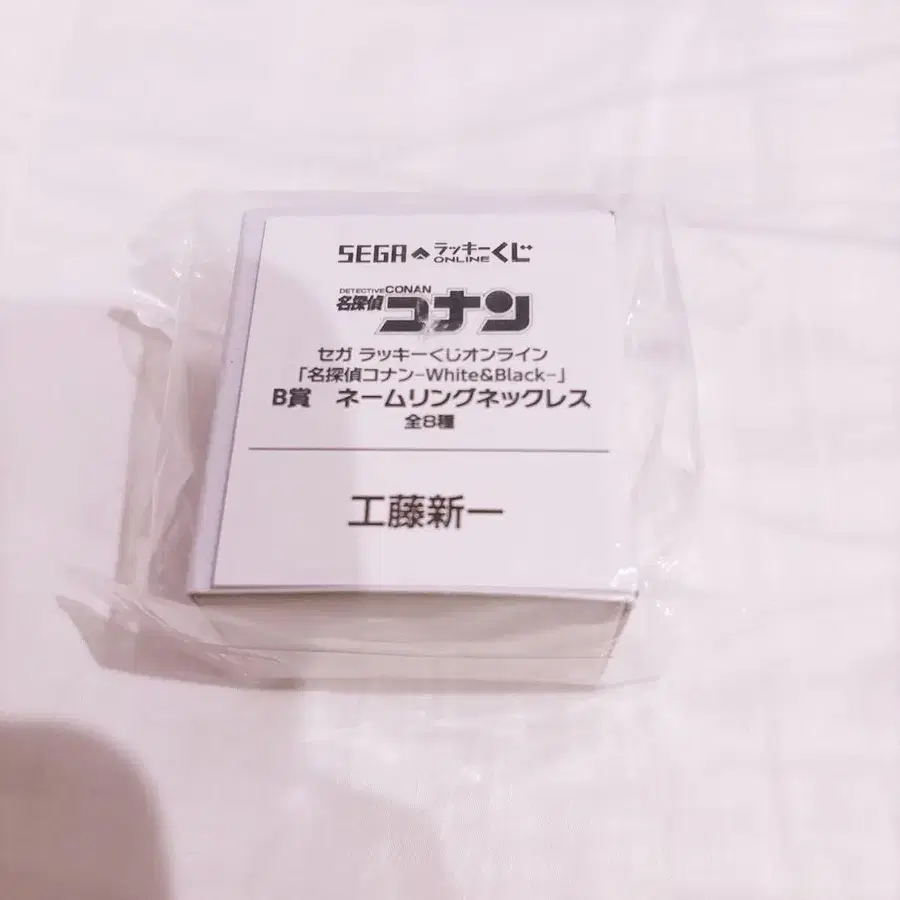 SEGA ラッキーくじ ONLINE
DETECTIVE CONAN
名探偵コナン
セガ ラッキーくじオンライン
「名探偵コナン-White&Black-」
B賞 ネームリングネックレス
全8種
工藤新一